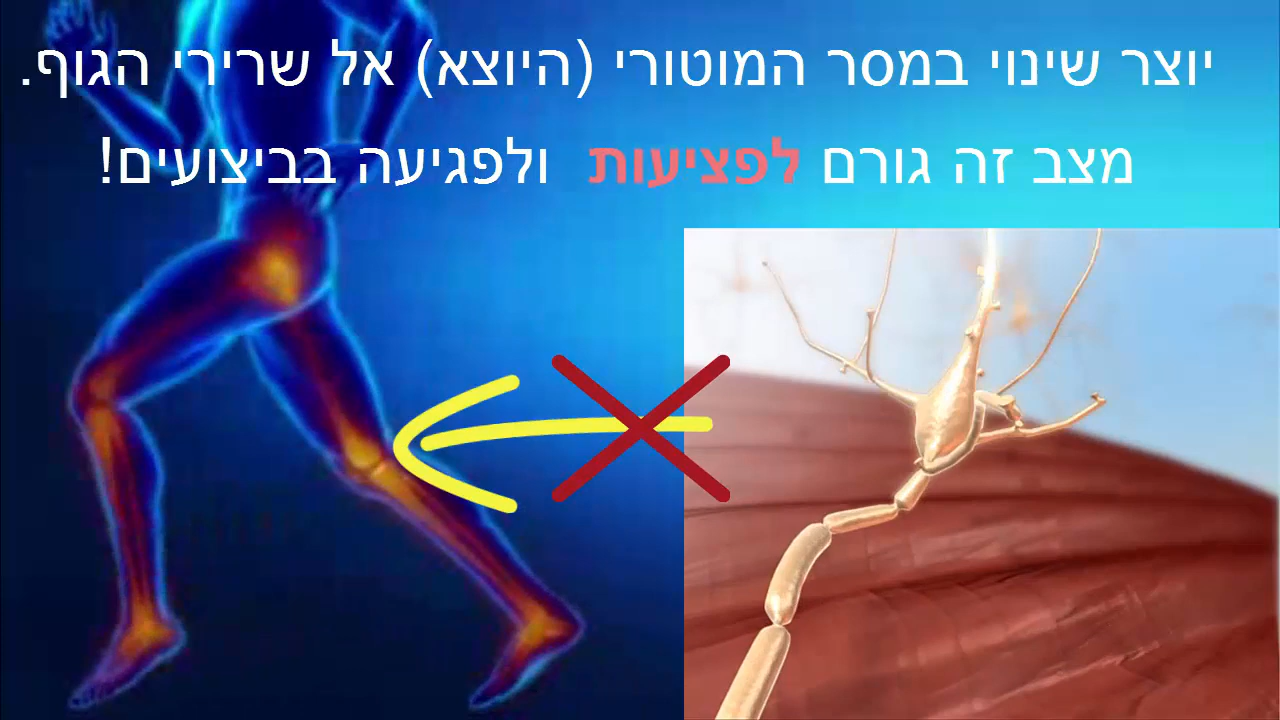 יוצר שינוי במסר המוטורי (היוצא) אל שרירי הגוף.
מצב זה גורם לפציעות ולפגיעה בביצועים!